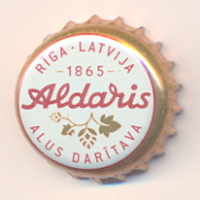 RIGA · LATVIJA
- 1865 -
Aldaris
ALUS DARĪTAVA